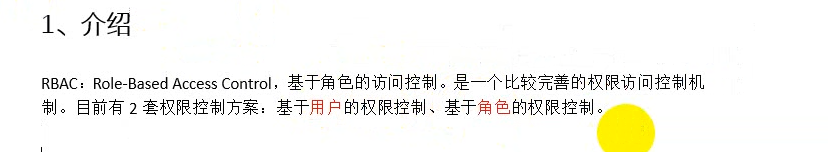 1、介绍
RBAC：Role-Based Access Control，基于角色的访问控制。是一个比较完善的权限访问控制机
制。目前有 2 套权限控制方案：基于用户的权限控制、基于角色的权限控制。